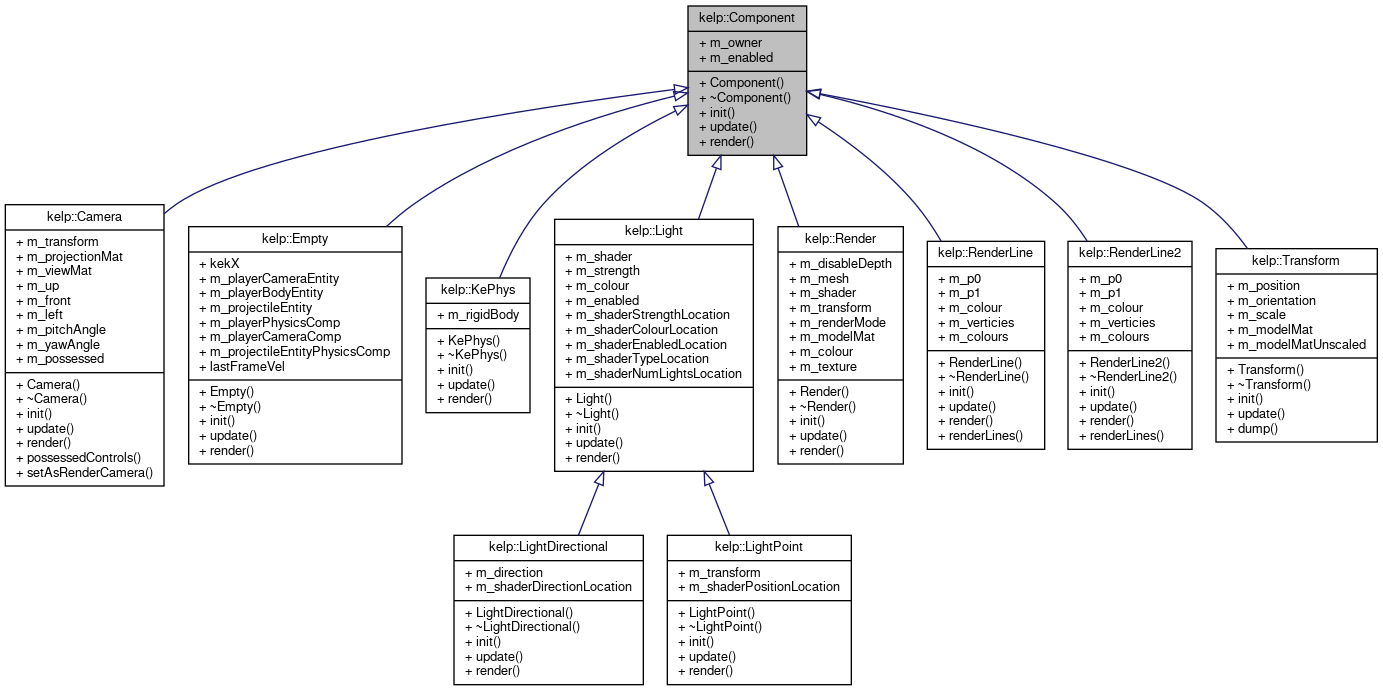 kelp::Component
+ m_owner
+ m_enabled
+ Component()
+ ~Component()
+ init()
+ update()
+ render()
kelp::Camera
+ m_transform
+ m_projectionMat
+ m_viewMat
+ m_up
+ m_front
+ m_left
+ m_pitchAngle
+ m_yawAngle
+ m_possessed
+ Camera()
+ ~Camera()
+ init()
+ update()
+ render()
+ possessedControls()
+ setAsRenderCamera()
kelp::Empty
+ kekX
+ m_playerCameraEntity
+ m_playerBodyEntity
+ m_projectileEntity
+ m_playerPhysicsComp
+ m_playerCameraComp
+ m_projectileEntityPhysicsComp
+ lastFrameVel
+ Empty()
+ ~Empty()
+ init()
+ update()
+ render()
kelp::KePhys
+ m_rigidBody
+ KePhys()
+ ~KePhys()
+ init()
+ update()
+ render()
kelp::Light
+ m_shader
+ m_strength
+ m_colour
+ m_enabled
+ m_shaderStrengthLocation
+ m_shaderColourLocation
+ m_shaderEnabledLocation
+ m_shaderTypeLocation
+ m_shaderNumLightsLocation
+ Light()
+ ~Light()
+ init()
+ update()
+ render()
kelp::Render
+ m_disableDepth
+ m_mesh
+ m_shader
+ m_transform
+ m_renderMode
+ m_modelMat
+ m_colour
+ m_texture
+ Render()
+ ~Render()
+ init()
+ update()
+ render()
kelp::RenderLine
+ m_p0
+ m_p1
+ m_colour
+ m_verticies
+ m_colours
+ RenderLine()
+ ~RenderLine()
+ init()
+ update()
+ render()
+ renderLines()
kelp::RenderLine2
+ m_p0
+ m_p1
+ m_colour
+ m_verticies
+ m_colours
+ RenderLine2()
+ ~RenderLine2()
+ init()
+ update()
+ render()
+ renderLines()
kelp::Transform
+ m_position
+ m_orientation
+ m_scale
+ m_modelMat
+ m_modelMatUnscaled
+ Transform()
+ ~Transform()
+ init()
+ update()
+ dump()
kelp::LightDirectional
+ m_direction
+ m_shaderDirectionLocation
+ LightDirectional()
+ ~LightDirectional()
+ init()
+ update()
+ render()
kelp::LightPoint
+ m_transform
+ m_shaderPositionLocation
+ LightPoint()
+ ~LightPoint()
+ init()
+ update()
+ render()